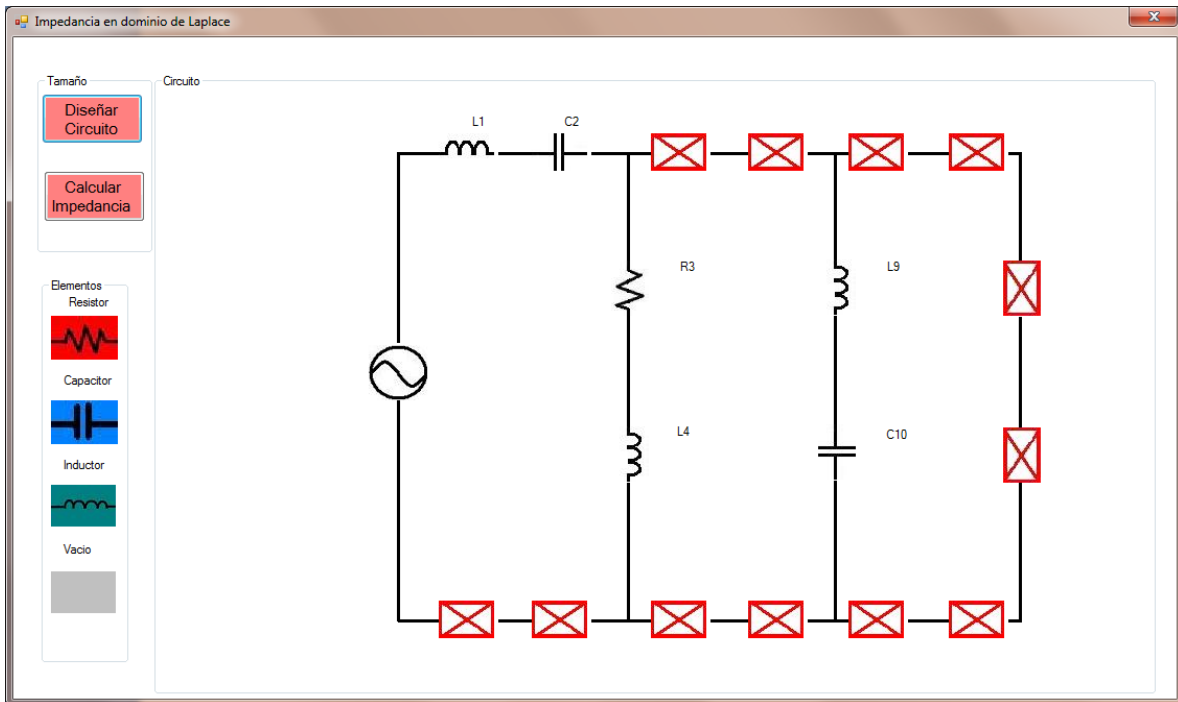 Impedancia en dominio de Laplace
Tamaño
Diseñar
Circuito
Calcular
Impedancia
Elementos
Resistor
Capacitor
Inductor
Vacio
Circuito
L1
C2
R3
L9
L4
C10